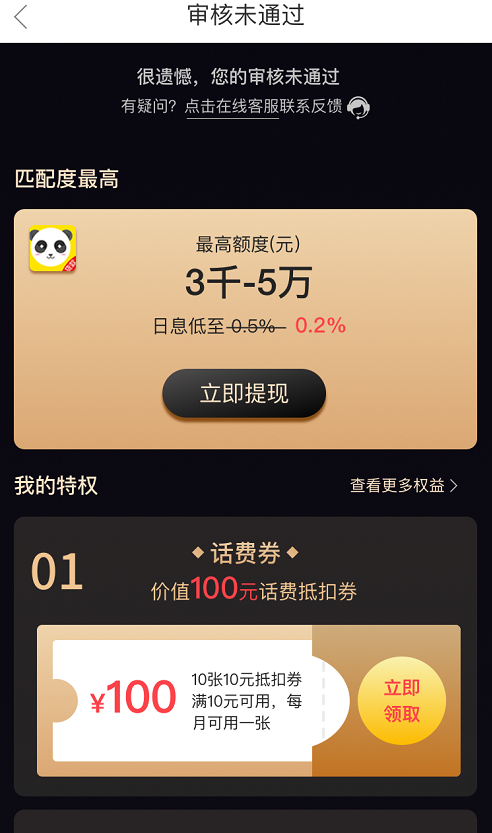 审核未通过
很遗憾，您的审核未通过
有疑问？点击在线客服联系反馈
匹配度最高
最高额度(元)
3千-5万
日息低至 0.5% 0.2%
立即提现
我的特权
查看更多权益
01
话费券
价值100元话费抵扣券
¥100
10张10元抵扣券
满10元可用，每
月可用一张
立即
领取